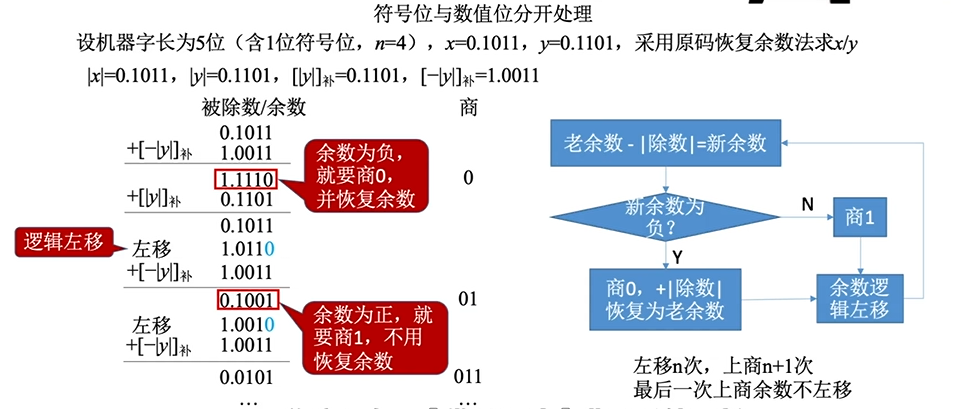 符号位与数值位分开处理
设机器字长为5位（含1位符号位，n=4），x=0.1011，y=0.1101，采用原码恢复余数法求x/y
|x|=0.1011，|y|=0.1101，[|y|]补=0.1101，[−|y|]补=1.0011
被除数/余数 商
0.1011
+[−|y|]补 1.0011
1.1110 0
+[|y|]补 0.1101
0.1011
左移 1.0110
+[−|y|]补 1.0011
0.1001 01
左移 1.0010
+[−|y|]补 1.0011
0.0101 011
… …
余数为负，
就要商0，
并恢复余数
逻辑左移
余数为正，就
要商1，不用
恢复余数
老余数 - |除数|=新余数
新余数为
负？
N
商1
Y
商0，+|除数|
恢复为老余数
余数逻
辑左移
左移n次，上商n+1次
最后一次上商余数不左移